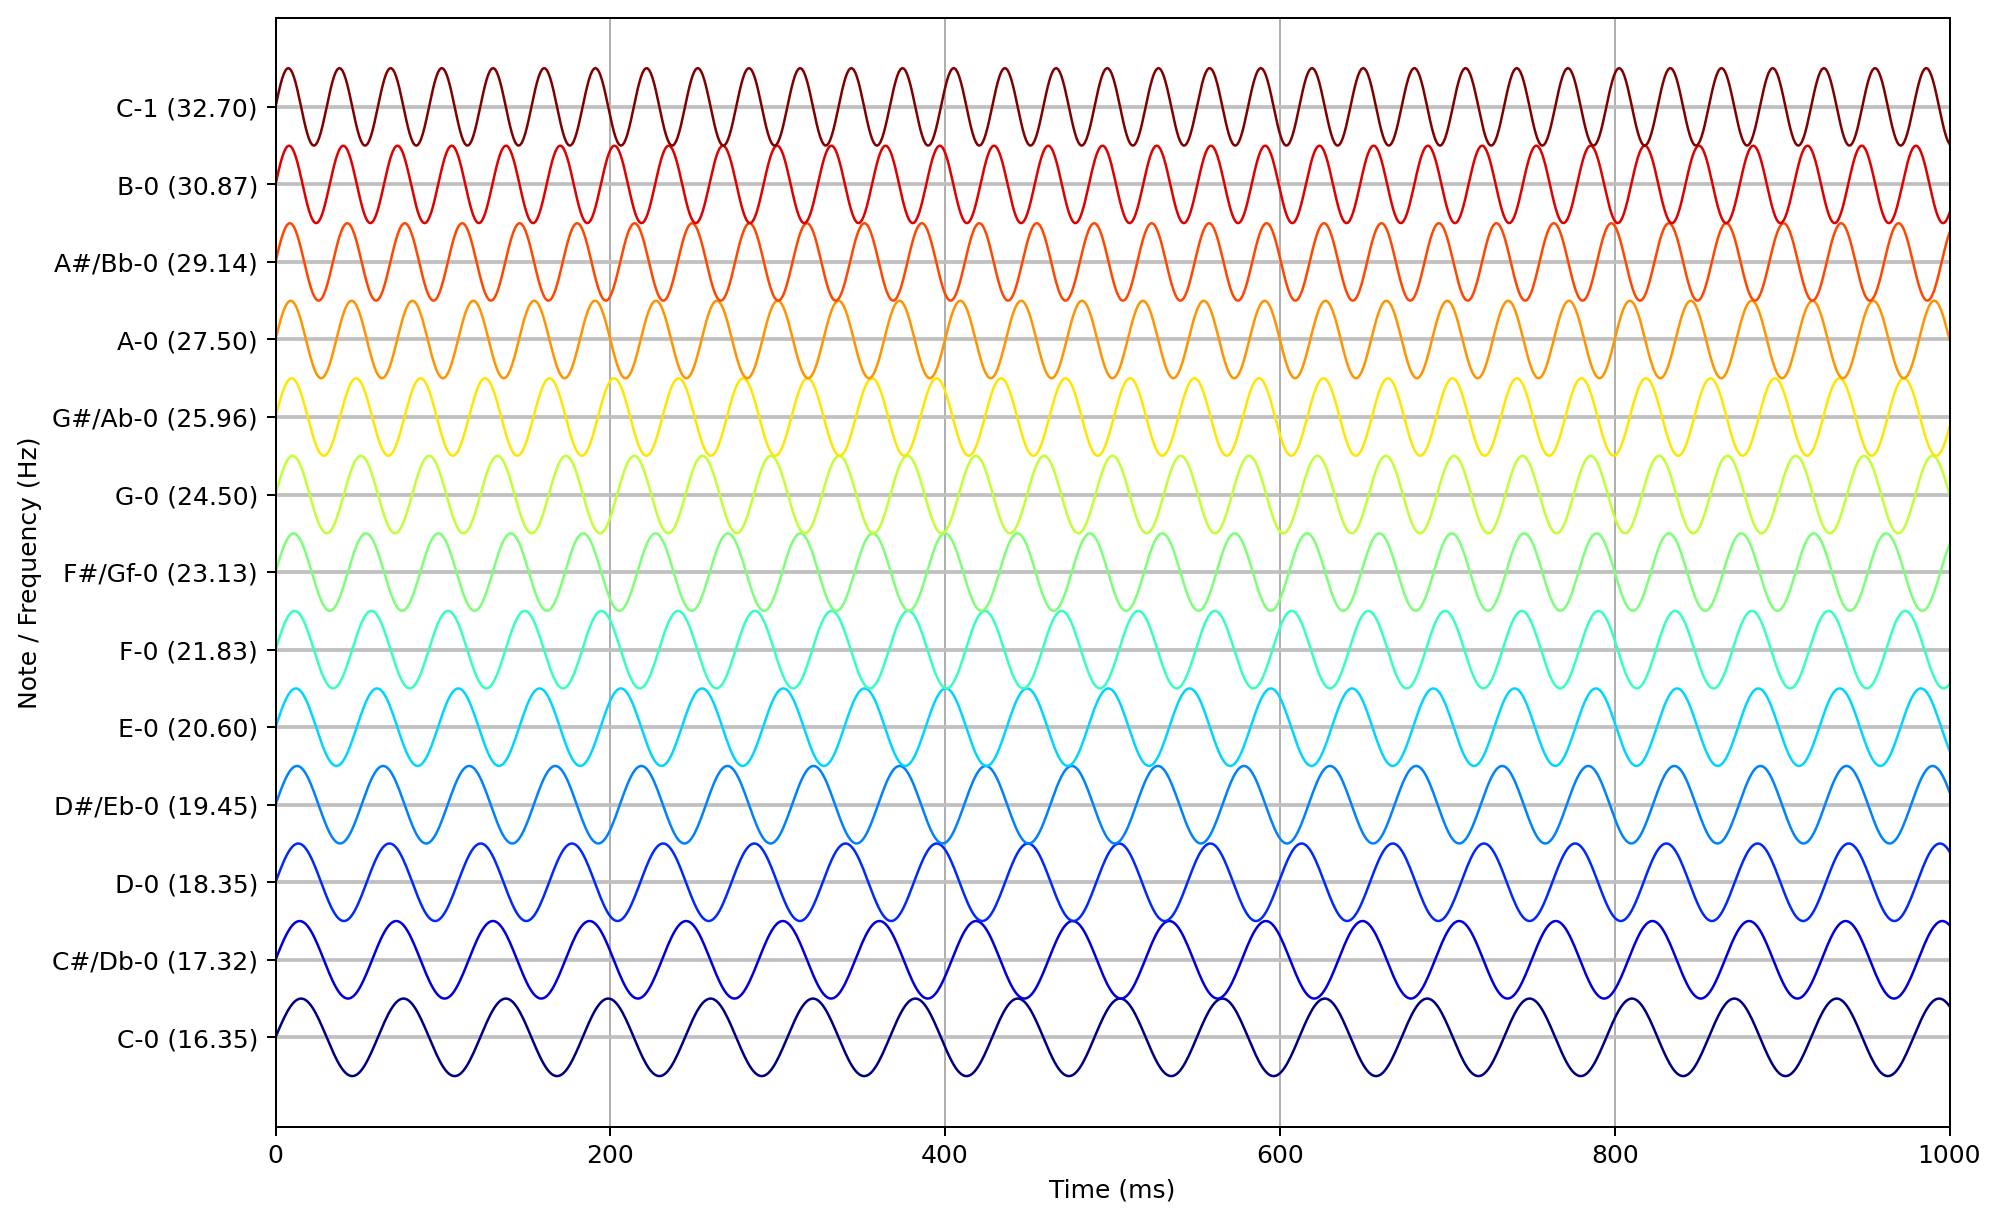 C-1 (32.70)
B-0 (30.87)
A#/Bb-0 (29.14)
A-0 (27.50)
G#/Ab-0 (25.96)
G-0 (24.50)
F#/Gf-0 (23.13)
F-0 (21.83)
E-0 (20.60)
D#/Eb-0 (19.45)
D-0 (18.35)
C#/Db-0 (17.32)
C-0 (16.35)
Note / Frequency (Hz)
0 200 400 600 800 1000
Time (ms)